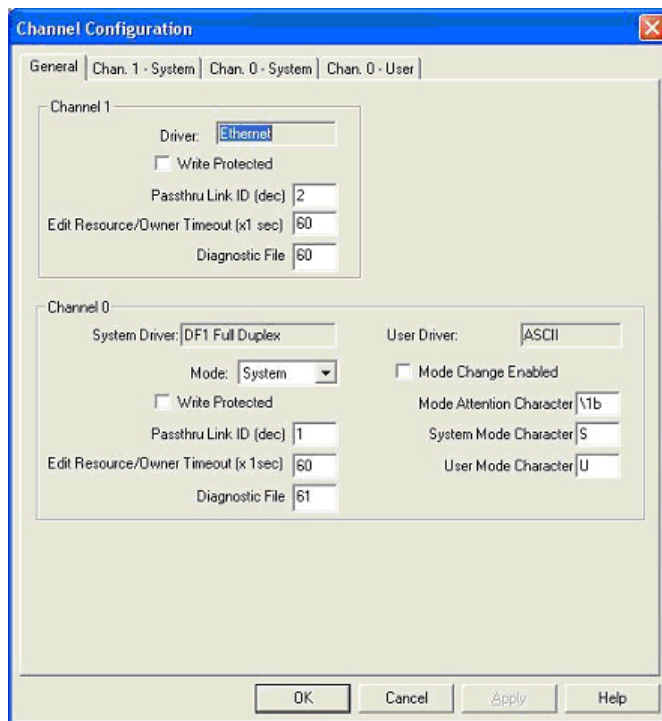 Channel Configuration
General
Chan. 1 - System
Chan. 0 - System
Chan. 0 - User
Channel 1
Driver: Ethernet
Write Protected
Passthru Link ID (dec) 2
Edit Resource/Owner Timeout (x1 sec) 60
Diagnostic File 60
Channel 0
System Driver: DF1 Full Duplex
User Driver: ASCII
Mode: System
Mode Change Enabled
Write Protected
Mode Attention Character \1b
Passthru Link ID (dec) 1
System Mode Character S
Edit Resource/Owner Timeout (x 1sec) 60
User Mode Character U
Diagnostic File 61
OK
Cancel
Apply
Help